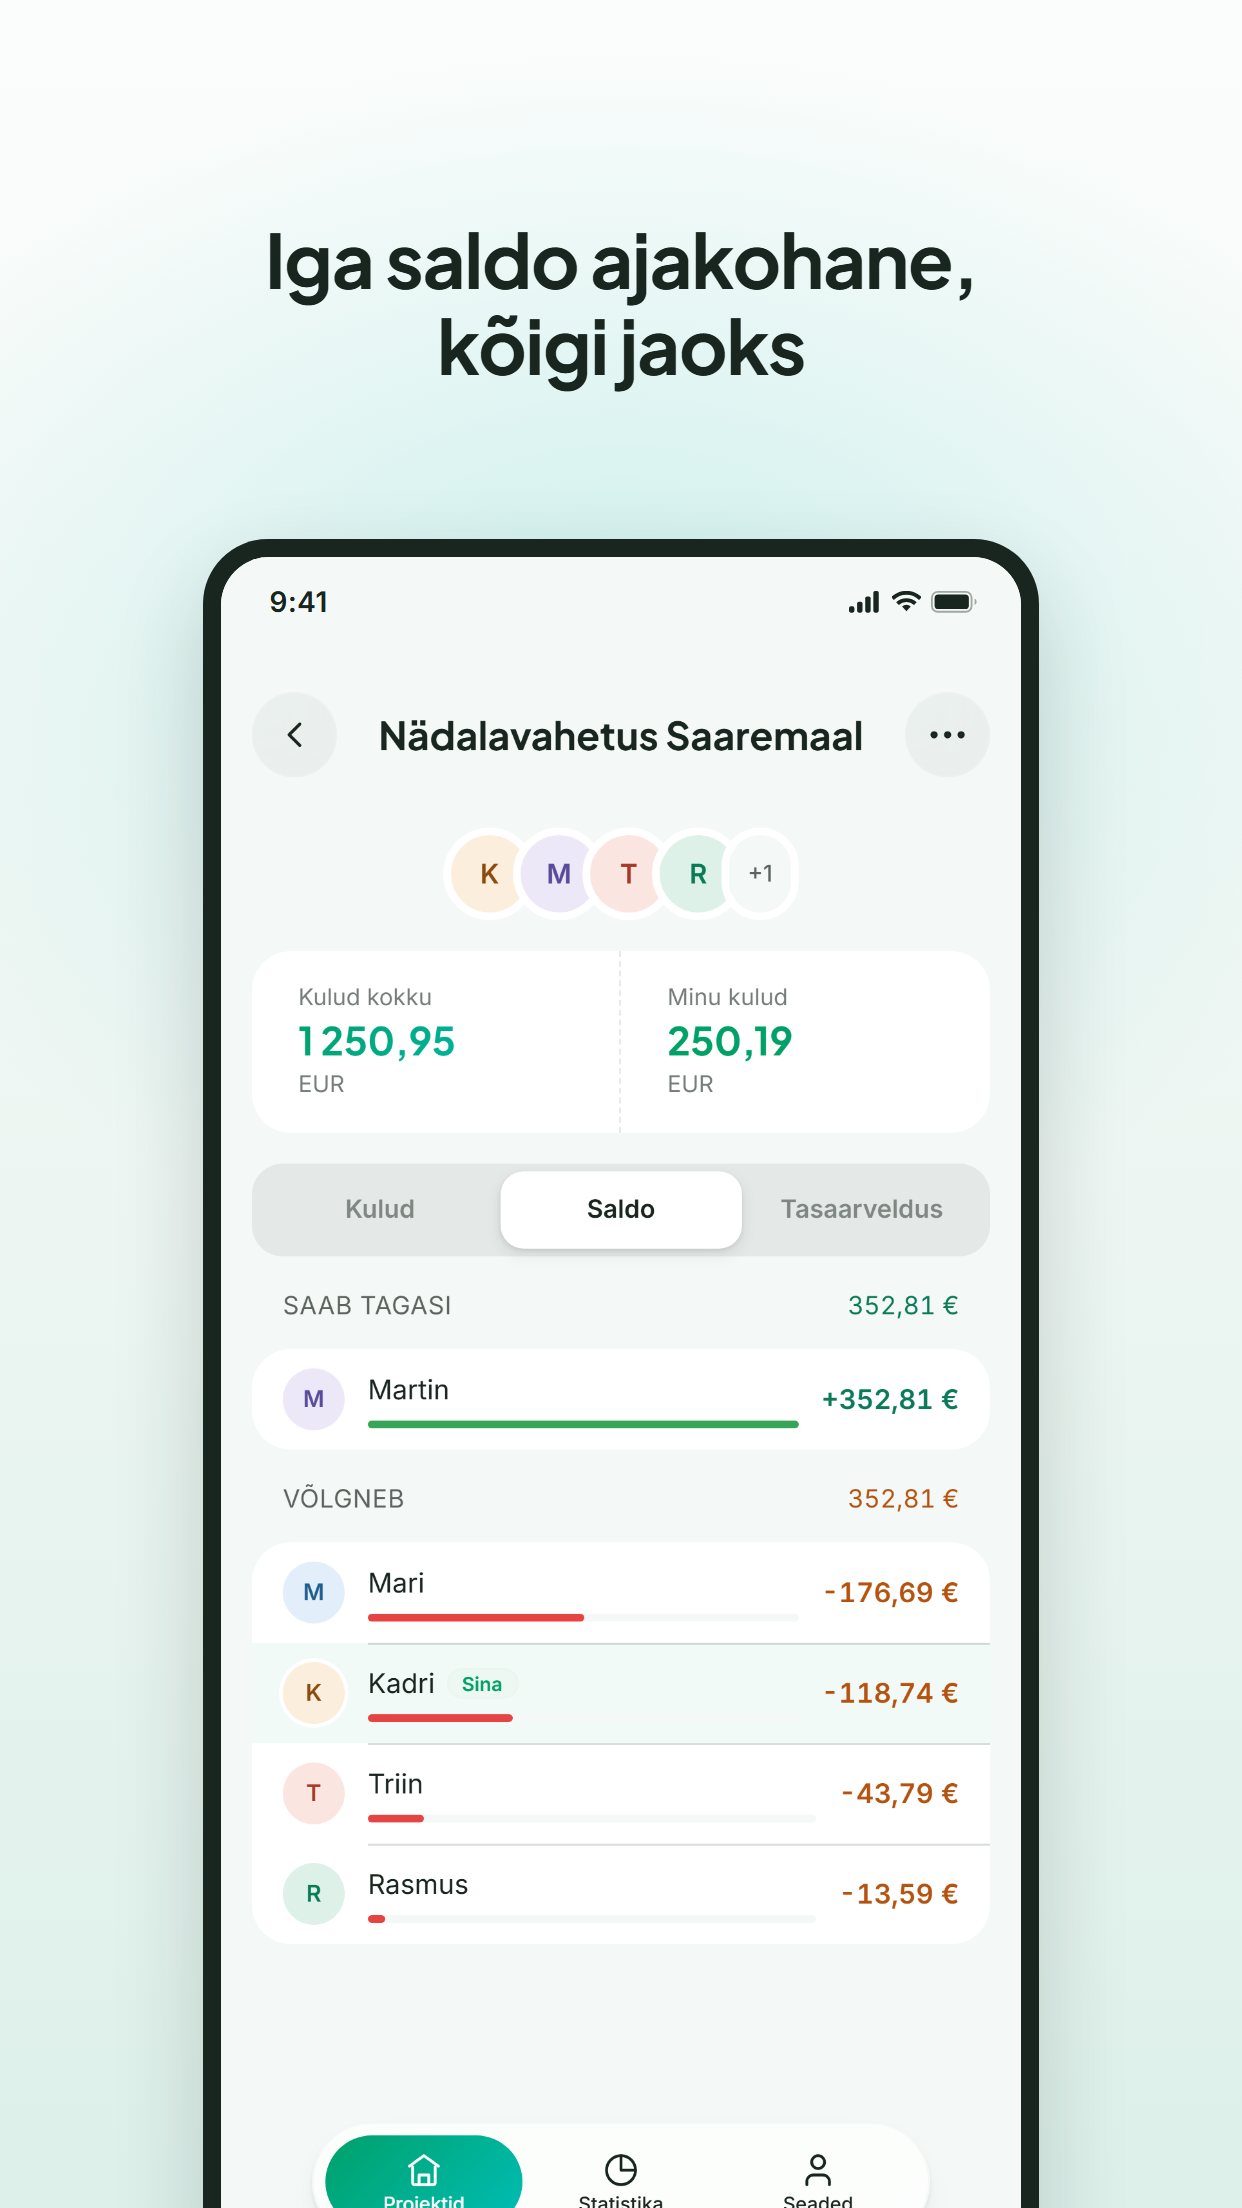 Iga saldo ajakohane,
kõigi jaoks
9:41
Nädalavahetus Saaremaal
K M T R +1
Kulud kokku
1 250,95
EUR
Minu kulud
250,19
EUR
Kulud Saldo Tasaarveldus
SAAB TAGASI 352,81 €
M Martin +352,81 €
VÕLGNEB 352,81 €
M Mari -176,69 €
K Kadri Sina -118,74 €
T Triin -43,79 €
R Rasmus -13,59 €
Projektid Statistika Seaded